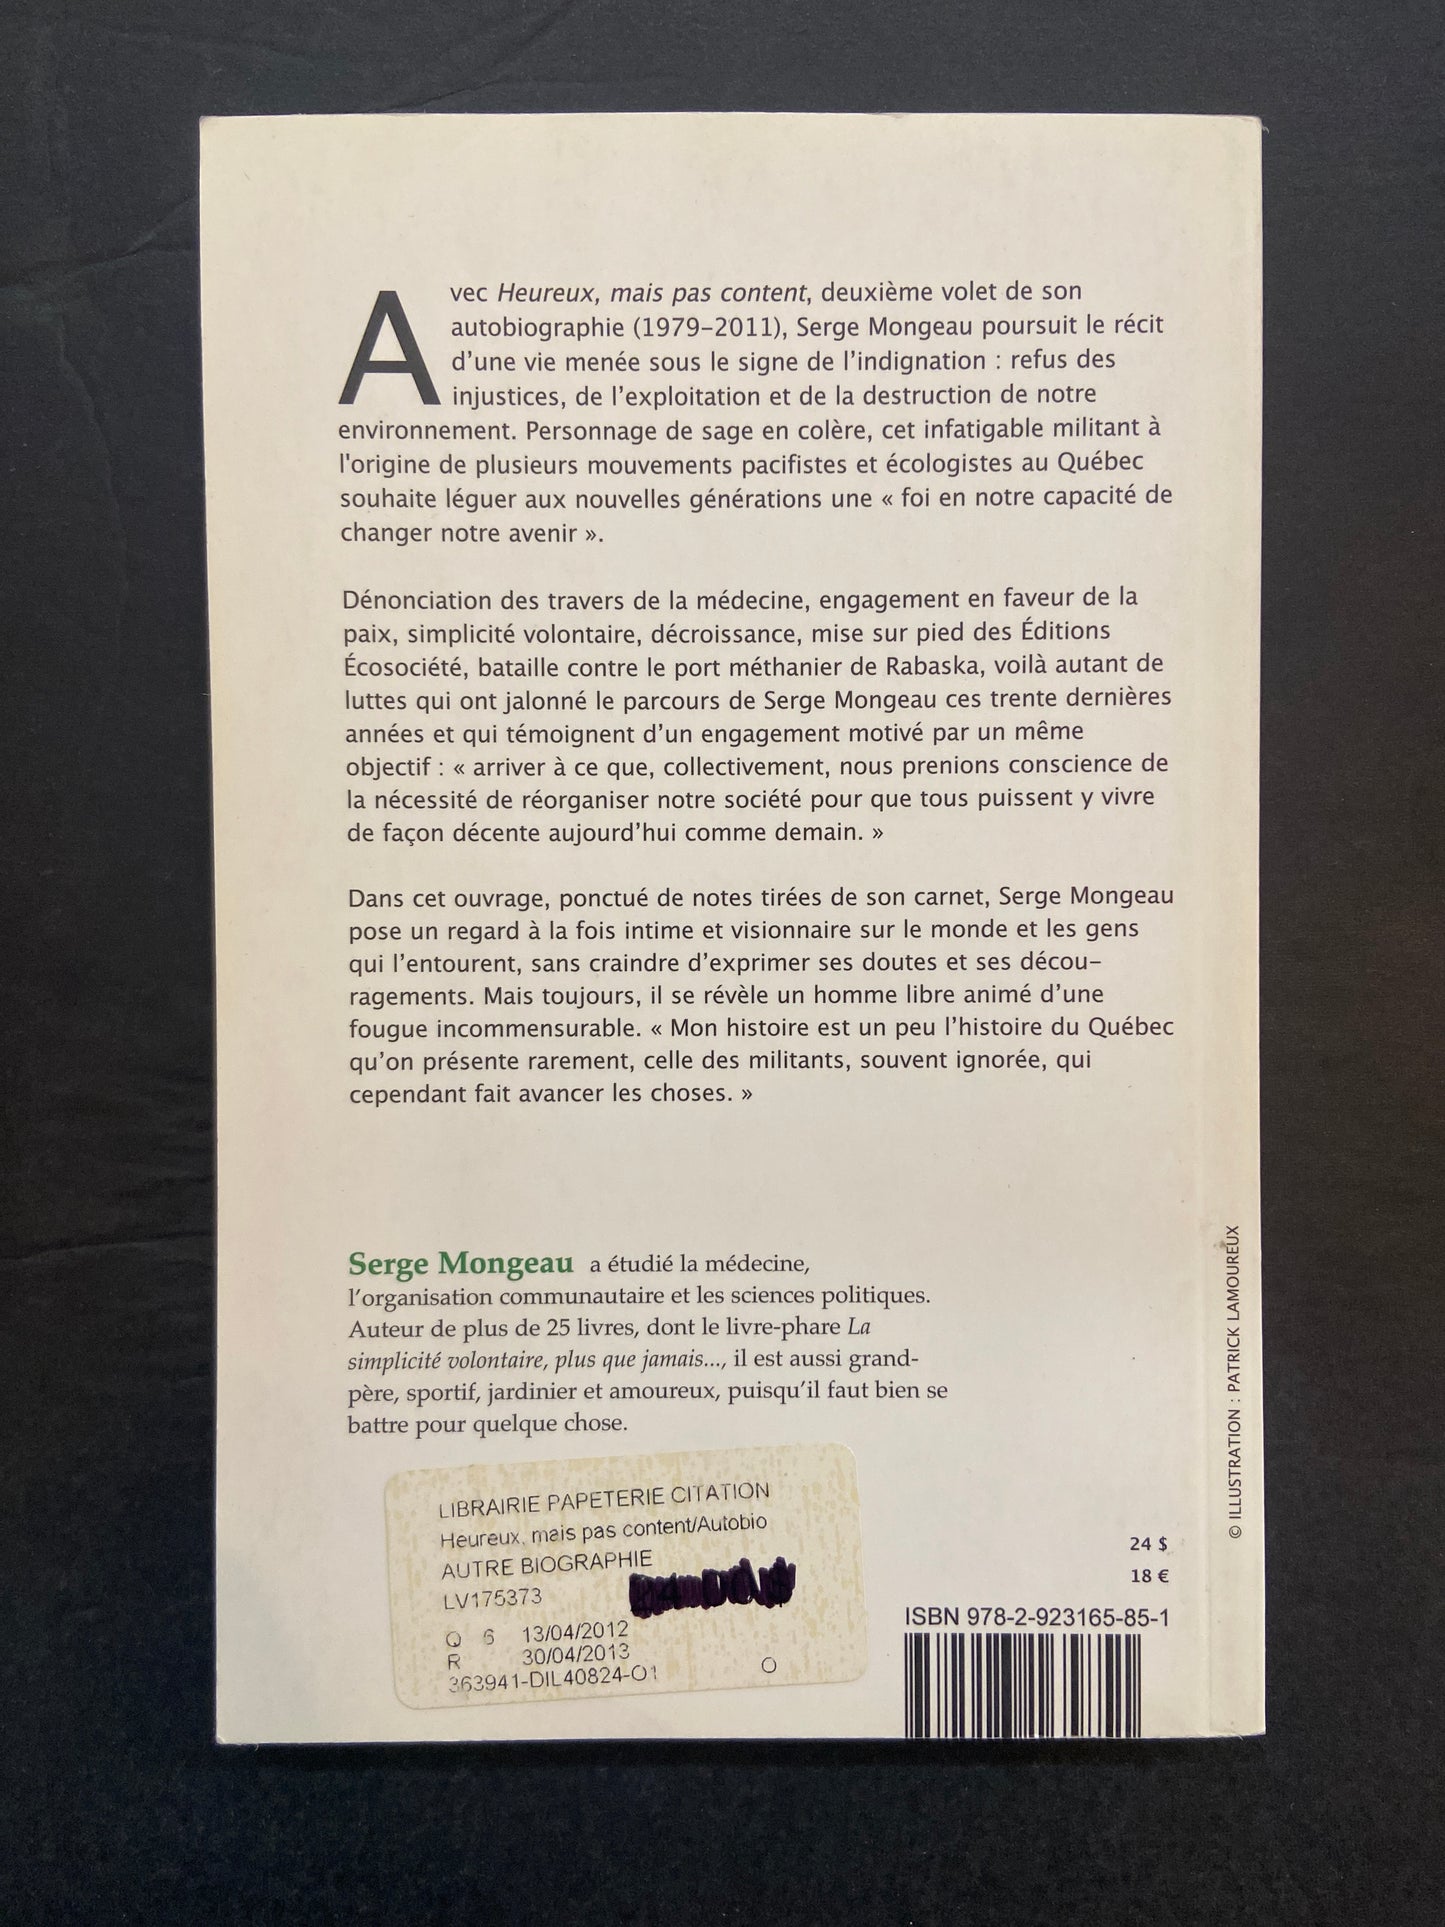 Avec Heureux, mais pas content, deuxième volet de son
autobiographie (1979–2011), Serge Mongeau poursuit le récit
d’une vie menée sous le signe de l’indignation : refus des
injustices, de l’exploitation et de la destruction de notre
environnement. Personnage de sage en colère, cet infatigable militant à
l'origine de plusieurs mouvements pacifistes et écologistes au Québec
souhaite léguer aux nouvelles générations une « foi en notre capacité de
changer notre avenir ».
Dénonciation des travers de la médecine, engagement en faveur de la
paix, simplicité volontaire, décroissance, mise sur pied des Éditions
Écosociété, bataille contre le port méthanier de Rabaska, voilà autant de
luttes qui ont jalonné le parcours de Serge Mongeau ces trente dernières
années et qui témoignent d’un engagement motivé par un même
objectif : « arriver à ce que, collectivement, nous prenions conscience de
la nécessité de réorganiser notre société pour que tous puissent y vivre
de façon décente aujourd’hui comme demain. »
Dans cet ouvrage, ponctué de notes tirées de son carnet, Serge Mongeau
pose un regard à la fois intime et visionnaire sur le monde et les gens
qui l’entourent, sans craindre d’exprimer ses doutes et ses décou–
ragements. Mais toujours, il se révèle un homme libre animé d’une
fougue incommensurable. « Mon histoire est un peu l’histoire du Québec
qu’on présente rarement, celle des militants, souvent ignorée, qui
cependant fait avancer les choses. »
Serge Mongeau a étudié la médecine,
l’organisation communautaire et les sciences politiques.
Auteur de plus de 25 livres, dont le livre-phare La
simplicité volontaire, plus que jamais..., il est aussi grand-
père, sportif, jardinier et amoureux, puisqu’il faut bien se
battre pour quelque chose.
© ILLUSTRATION : PATRICK LAMOUREUX
LIBRAIRIE PAPETERIE CITATION
Heureux, mais pas content/Autobio
AUTRE BIOGRAPHIE
LV175373
Q 6 13/04/2012
R 30/04/2013
363941-DIL40824-O1 O
24 $
18 €
ISBN 978-2-923165-85-1